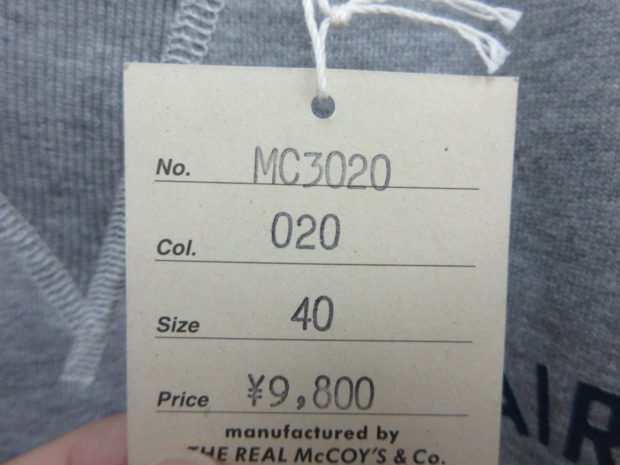 No. MC3020
Col. 020
Size 40
Price ¥9,800
manufactured by
THE REAL McCOY'S & Co.
AIR